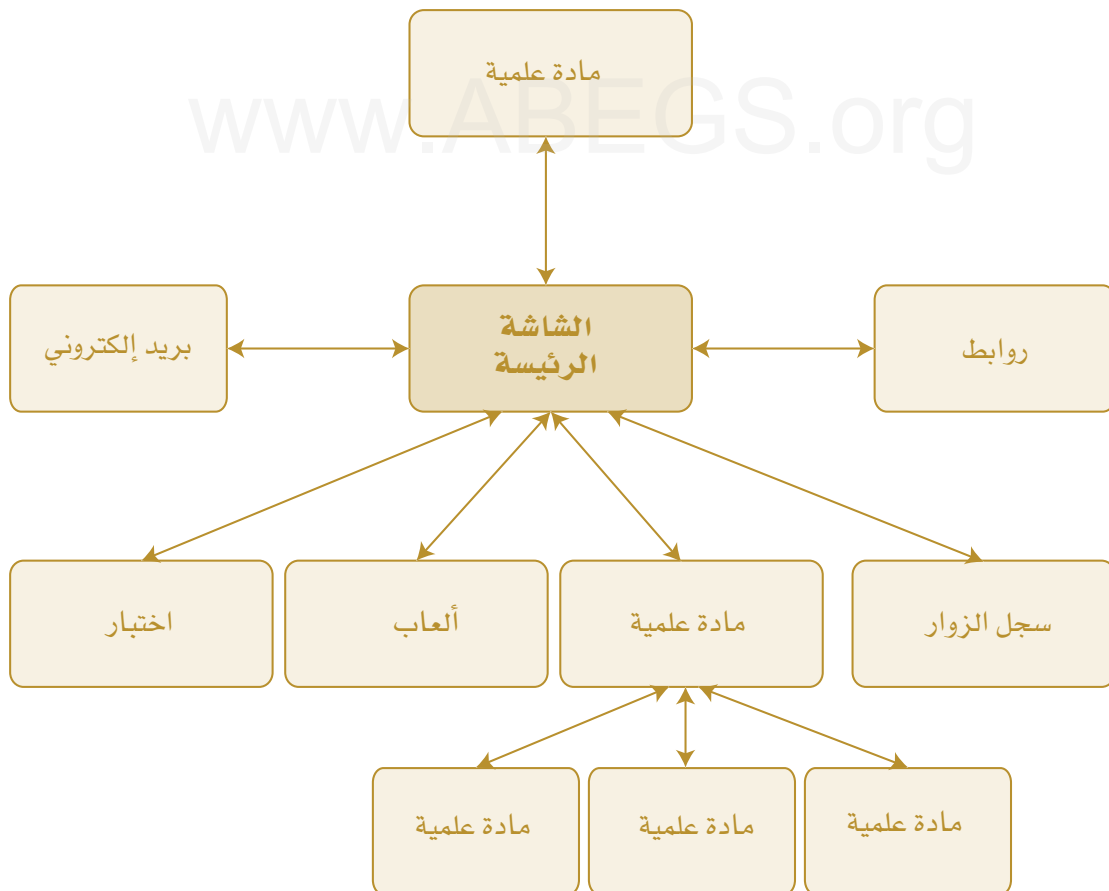 مادة علمية
www.ABEGS.org
روابط
الشاشة
الرئيسة
بريد إلكتروني
سجل الزوار
مادة علمية
ألعاب
اختبار
مادة علمية
مادة علمية
مادة علمية